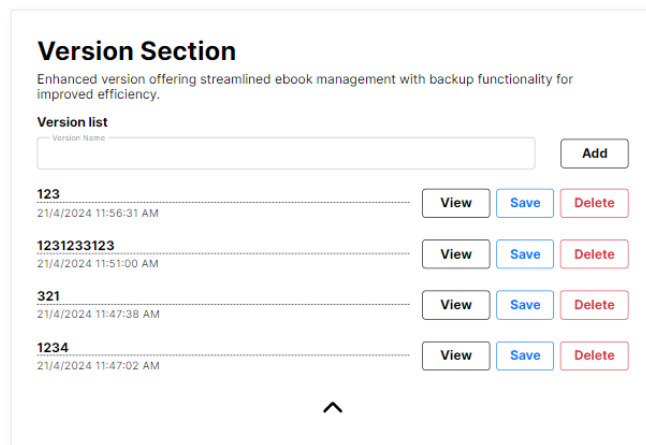 Version Section
Enhanced version offering streamlined ebook management with backup functionality for
improved efficiency.
Version list
Version Name
Add
123
21/4/2024 11:56:31 AM
View
Save
Delete
1231233123
21/4/2024 11:51:00 AM
View
Save
Delete
321
21/4/2024 11:47:38 AM
View
Save
Delete
1234
21/4/2024 11:47:02 AM
View
Save
Delete